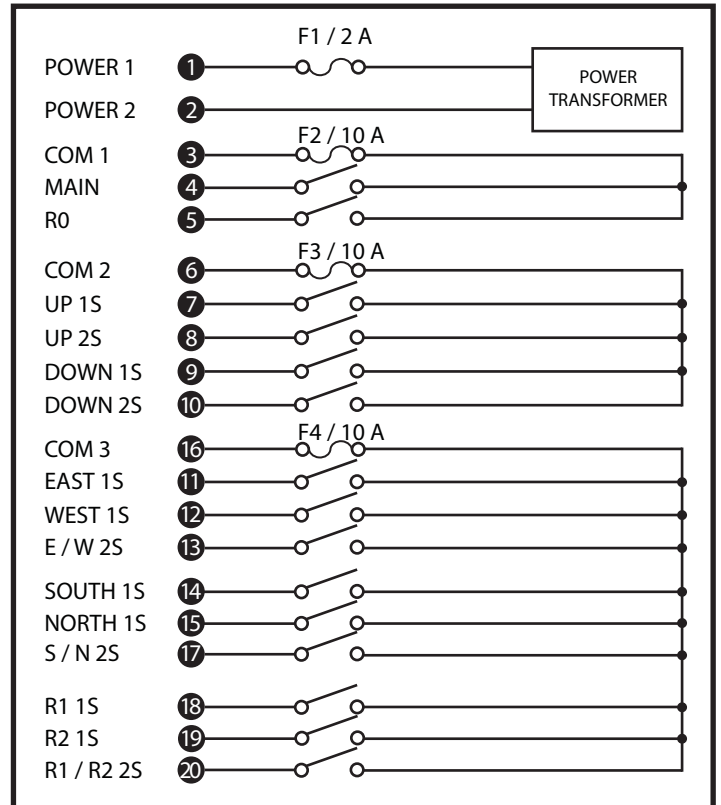 F1 / 2 A
POWER 1 1
POWER TRANSFORMER
POWER 2 2
F2 / 10 A
COM 1 3
MAIN 4
R0 5
F3 / 10 A
COM 2 6
UP 1S 7
UP 2S 8
DOWN 1S 9
DOWN 2S 10
F4 / 10 A
COM 3 16
EAST 1S 11
WEST 1S 12
E / W 2S 13
SOUTH 1S 14
NORTH 1S 15
S / N 2S 17
R1 1S 18
R2 1S 19
R1 / R2 2S 20